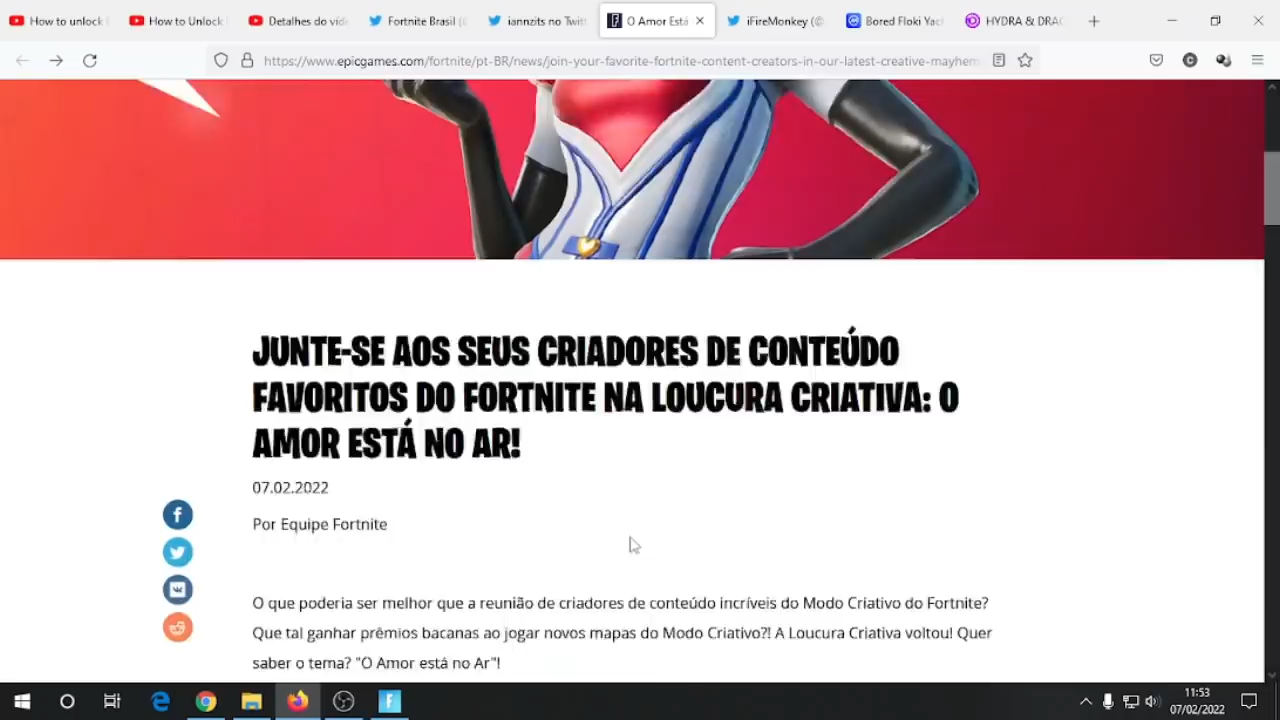 How to unlock
How to Unlock
Detalhes do vide
Fortnite Brasil (@
iannzits no Twitt
O Amor Está
iFireMonkey (@
Bored Floki Yach
HYDRA & DRAC
https://www.epicgames.com/fortnite/pt-BR/news/join-your-favorite-fortnite-content-creators-in-our-latest-creative-mayhem
JUNTE-SE AOS SEUS CRIADORES DE CONTEÚDO
FAVORITOS DO FORTNITE NA LOUCURA CRIATIVA: O
AMOR ESTÁ NO AR!
07.02.2022
Por Equipe Fortnite
O que poderia ser melhor que a reunião de criadores de conteúdo incríveis do Modo Criativo do Fortnite?
Que tal ganhar prêmios bacanas ao jogar novos mapas do Modo Criativo?! A Loucura Criativa voltou! Quer
saber o tema? "O Amor está no Ar"!
11:53
07/02/2022